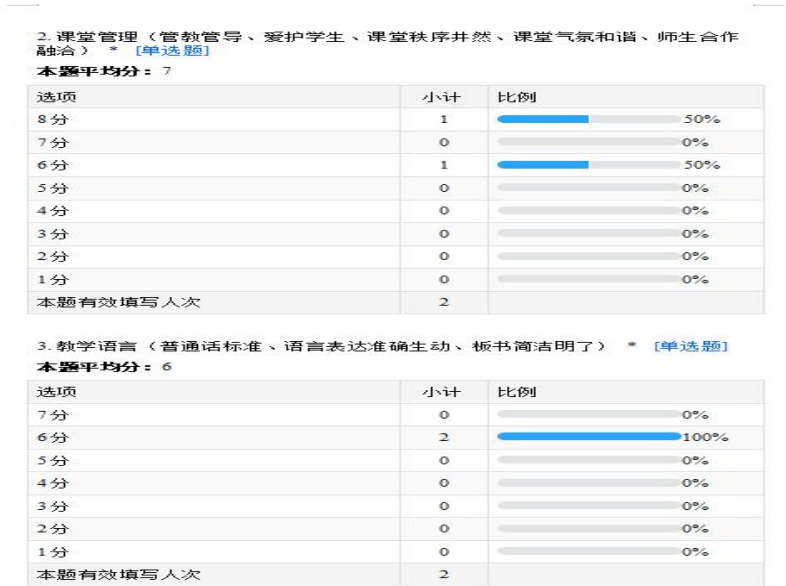 2. 课堂管理（管教管导、爱护学生、课堂秩序井然、课堂气氛和谐、师生合作
融洽） * [单选题]
本题平均分：7
选项 小计 比例
8分 1 50%
7分 0 0%
6分 1 50%
5分 0 0%
4分 0 0%
3分 0 0%
2分 0 0%
1分 0 0%
本题有效填写人次 2
3. 教学语言（普通话标准、语言表达准确生动、板书简洁明了） * [单选题]
本题平均分：6
选项 小计 比例
7分 0 0%
6分 2 100%
5分 0 0%
4分 0 0%
3分 0 0%
2分 0 0%
1分 0 0%
本题有效填写人次 2